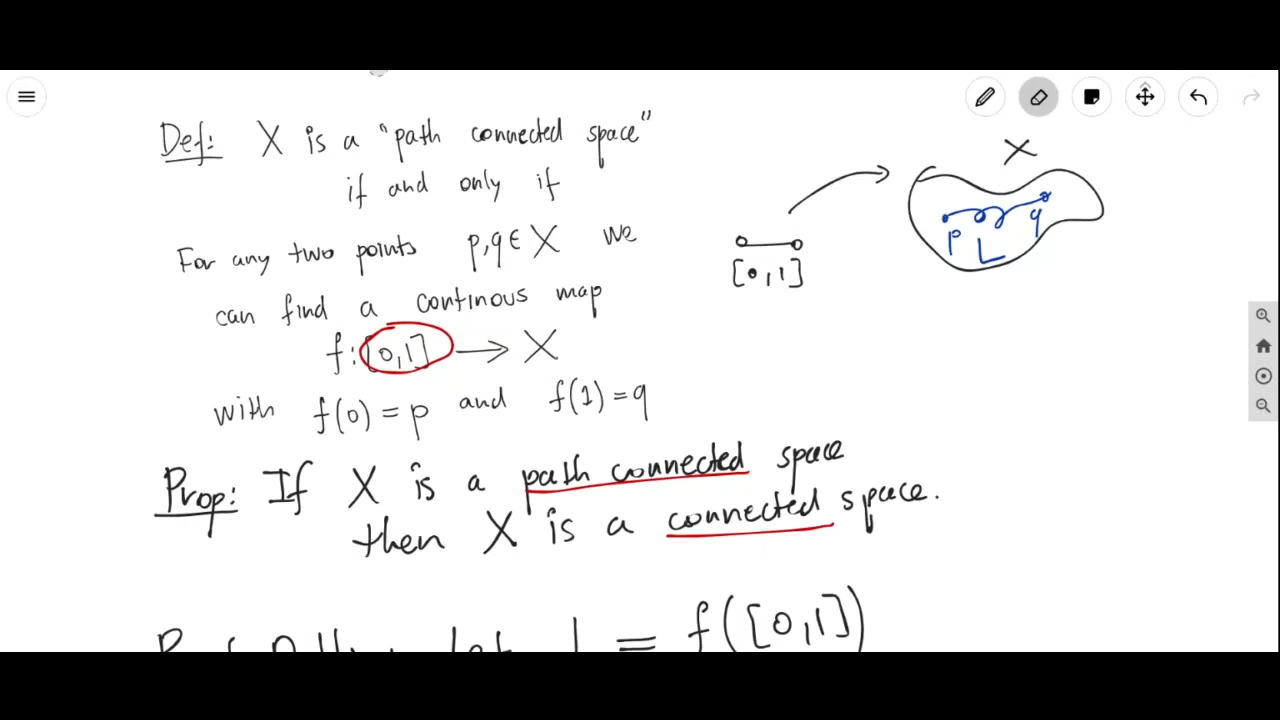 Def: X is a "path connected space"
if and only if
For any two points p,q ∈ X we
can find a continous map
f: [0,1] → X
with f(0) = p and f(1) = q
Prop: If X is a path connected space
then X is a connected space.
let L = f([0,1])
X
p L q
[0,1]